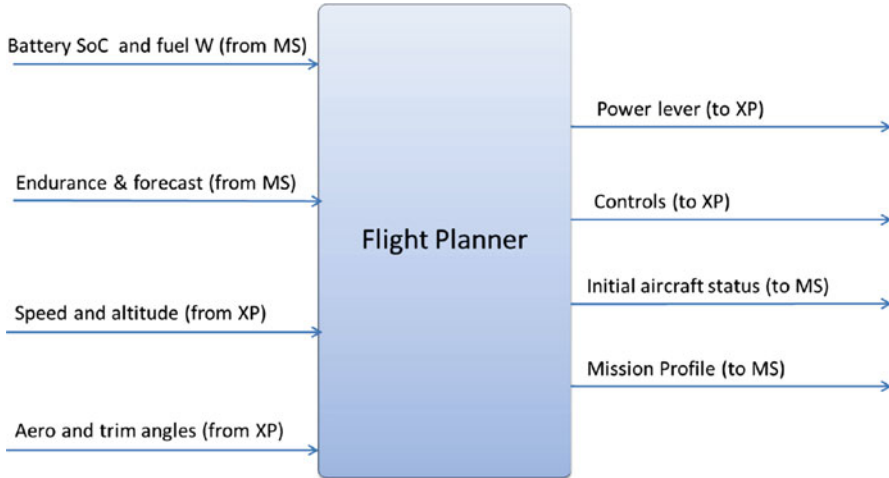 Battery SoC and fuel W (from MS)
Endurance & forecast (from MS)
Speed and altitude (from XP)
Aero and trim angles (from XP)
Flight Planner
Power lever (to XP)
Controls (to XP)
Initial aircraft status (to MS)
Mission Profile (to MS)